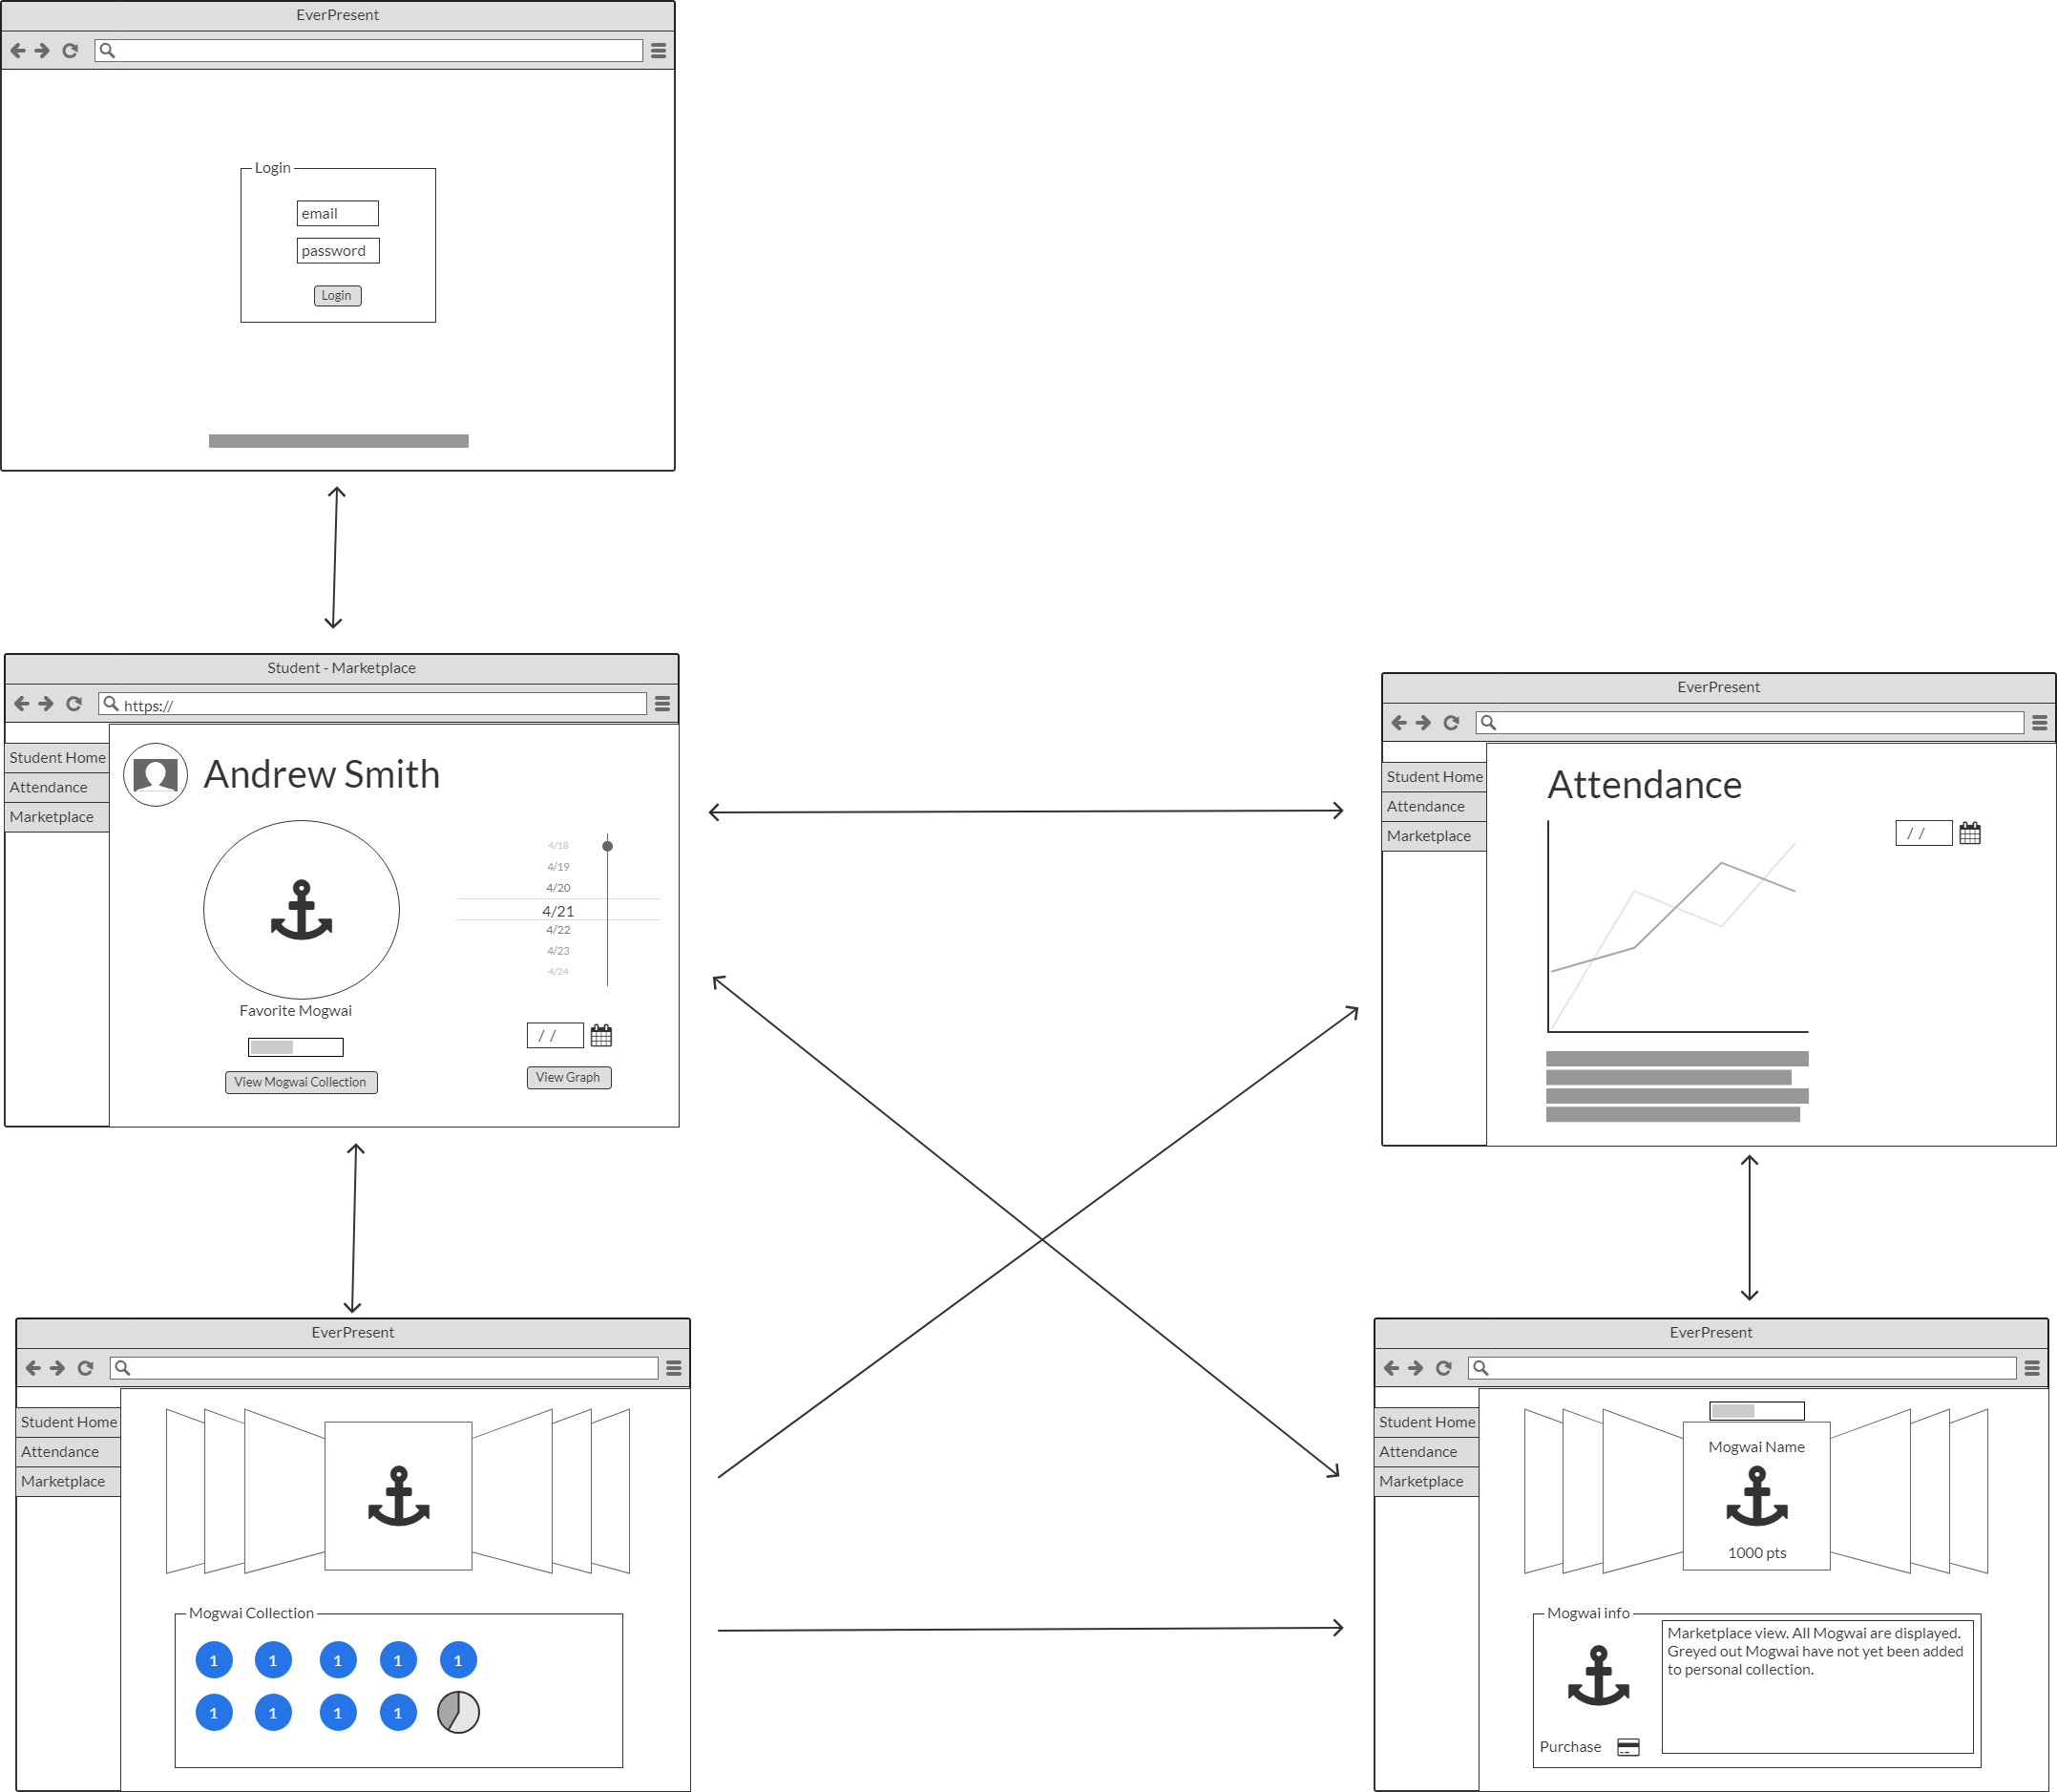 EverPresent
Login
email
password
Login
Student - Marketplace
https://
Student Home
Attendance
Marketplace
Andrew Smith
4/18
4/19
4/20
4/21
4/22
4/23
4/24
Favorite Mogwai
/ /
View Mogwai Collection
View Graph
EverPresent
Student Home
Attendance
Marketplace
Attendance
/ /
EverPresent
Student Home
Attendance
Marketplace
Mogwai Collection
1 1 1 1 1
1 1 1 1
EverPresent
Student Home
Attendance
Marketplace
Mogwai Name
1000 pts
Mogwai info
Marketplace view. All Mogwai are displayed.
Greyed out Mogwai have not yet been added
to personal collection.
Purchase